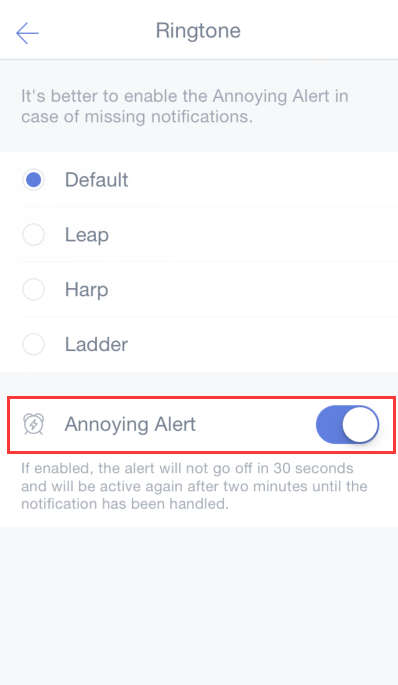 Ringtone
It's better to enable the Annoying Alert in
case of missing notifications.
Default
Leap
Harp
Ladder
Annoying Alert
If enabled, the alert will not go off in 30 seconds
and will be active again after two minutes until the
notification has been handled.